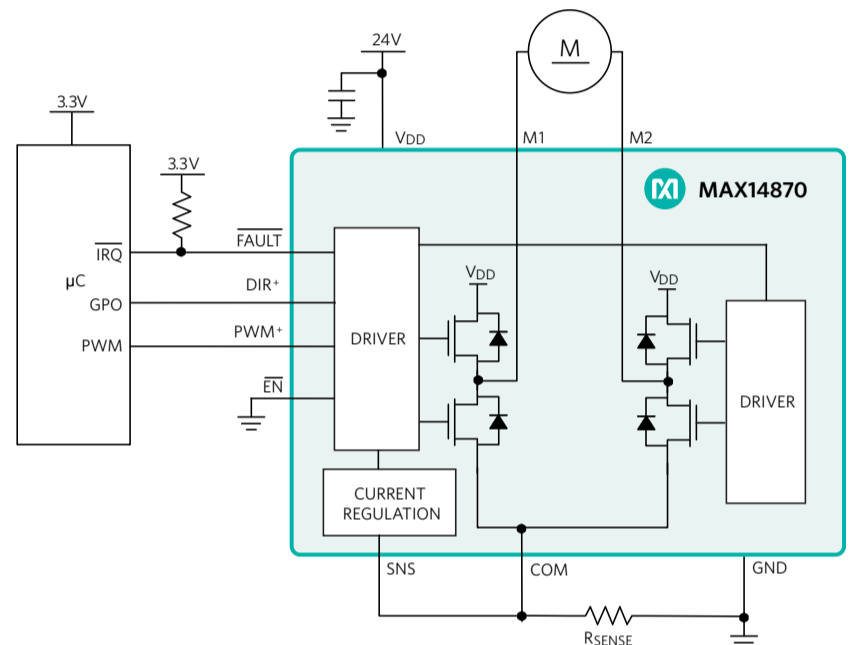 24V
M
3.3V
VDD
M1
M2
3.3V
MAX14870
IRQ
FAULT
µC
DIR+
VDD
VDD
GPO
PWM+
PWM
DRIVER
EN
DRIVER
CURRENT
REGULATION
SNS
COM
GND
RSENSE